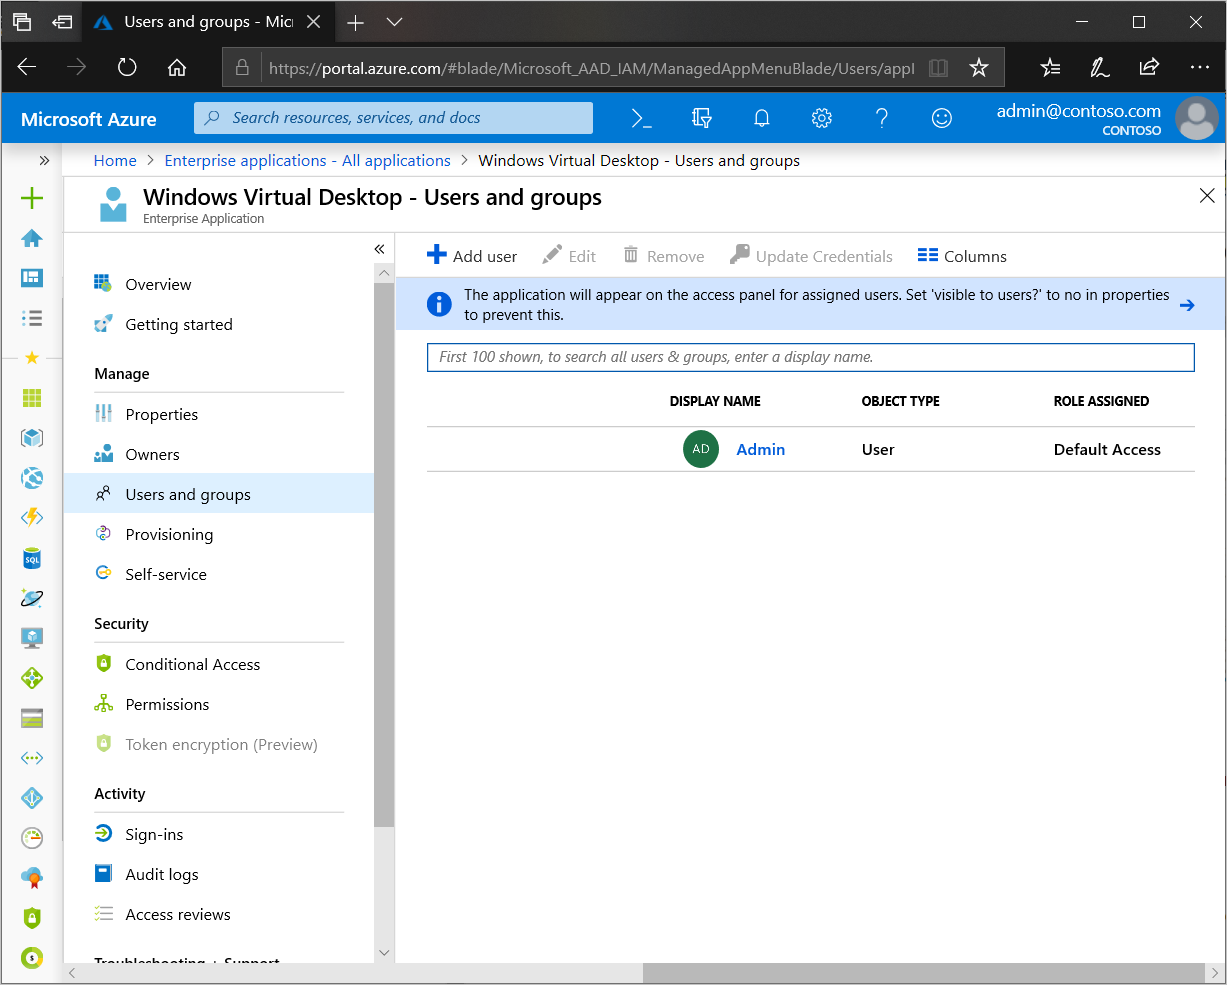 Users and groups - Mic
https://portal.azure.com/#blade/Microsoft_AAD_IAM/ManagedAppMenuBlade/Users/appI
Microsoft Azure
Search resources, services, and docs
admin@contoso.com
CONTOSO
Home > Enterprise applications - All applications > Windows Virtual Desktop - Users and groups
Windows Virtual Desktop - Users and groups
Enterprise Application
Overview
Getting started
Manage
Properties
Owners
Users and groups
Provisioning
Self-service
Security
Conditional Access
Permissions
Token encryption (Preview)
Activity
Sign-ins
Audit logs
Access reviews
Troubleshooting + Support
SQL
Add user
Edit
Remove
Update Credentials
Columns
The application will appear on the access panel for assigned users. Set 'visible to users?' to no in properties
to prevent this.
First 100 shown, to search all users & groups, enter a display name.
DISPLAY NAME OBJECT TYPE ROLE ASSIGNED
AD Admin User Default Access